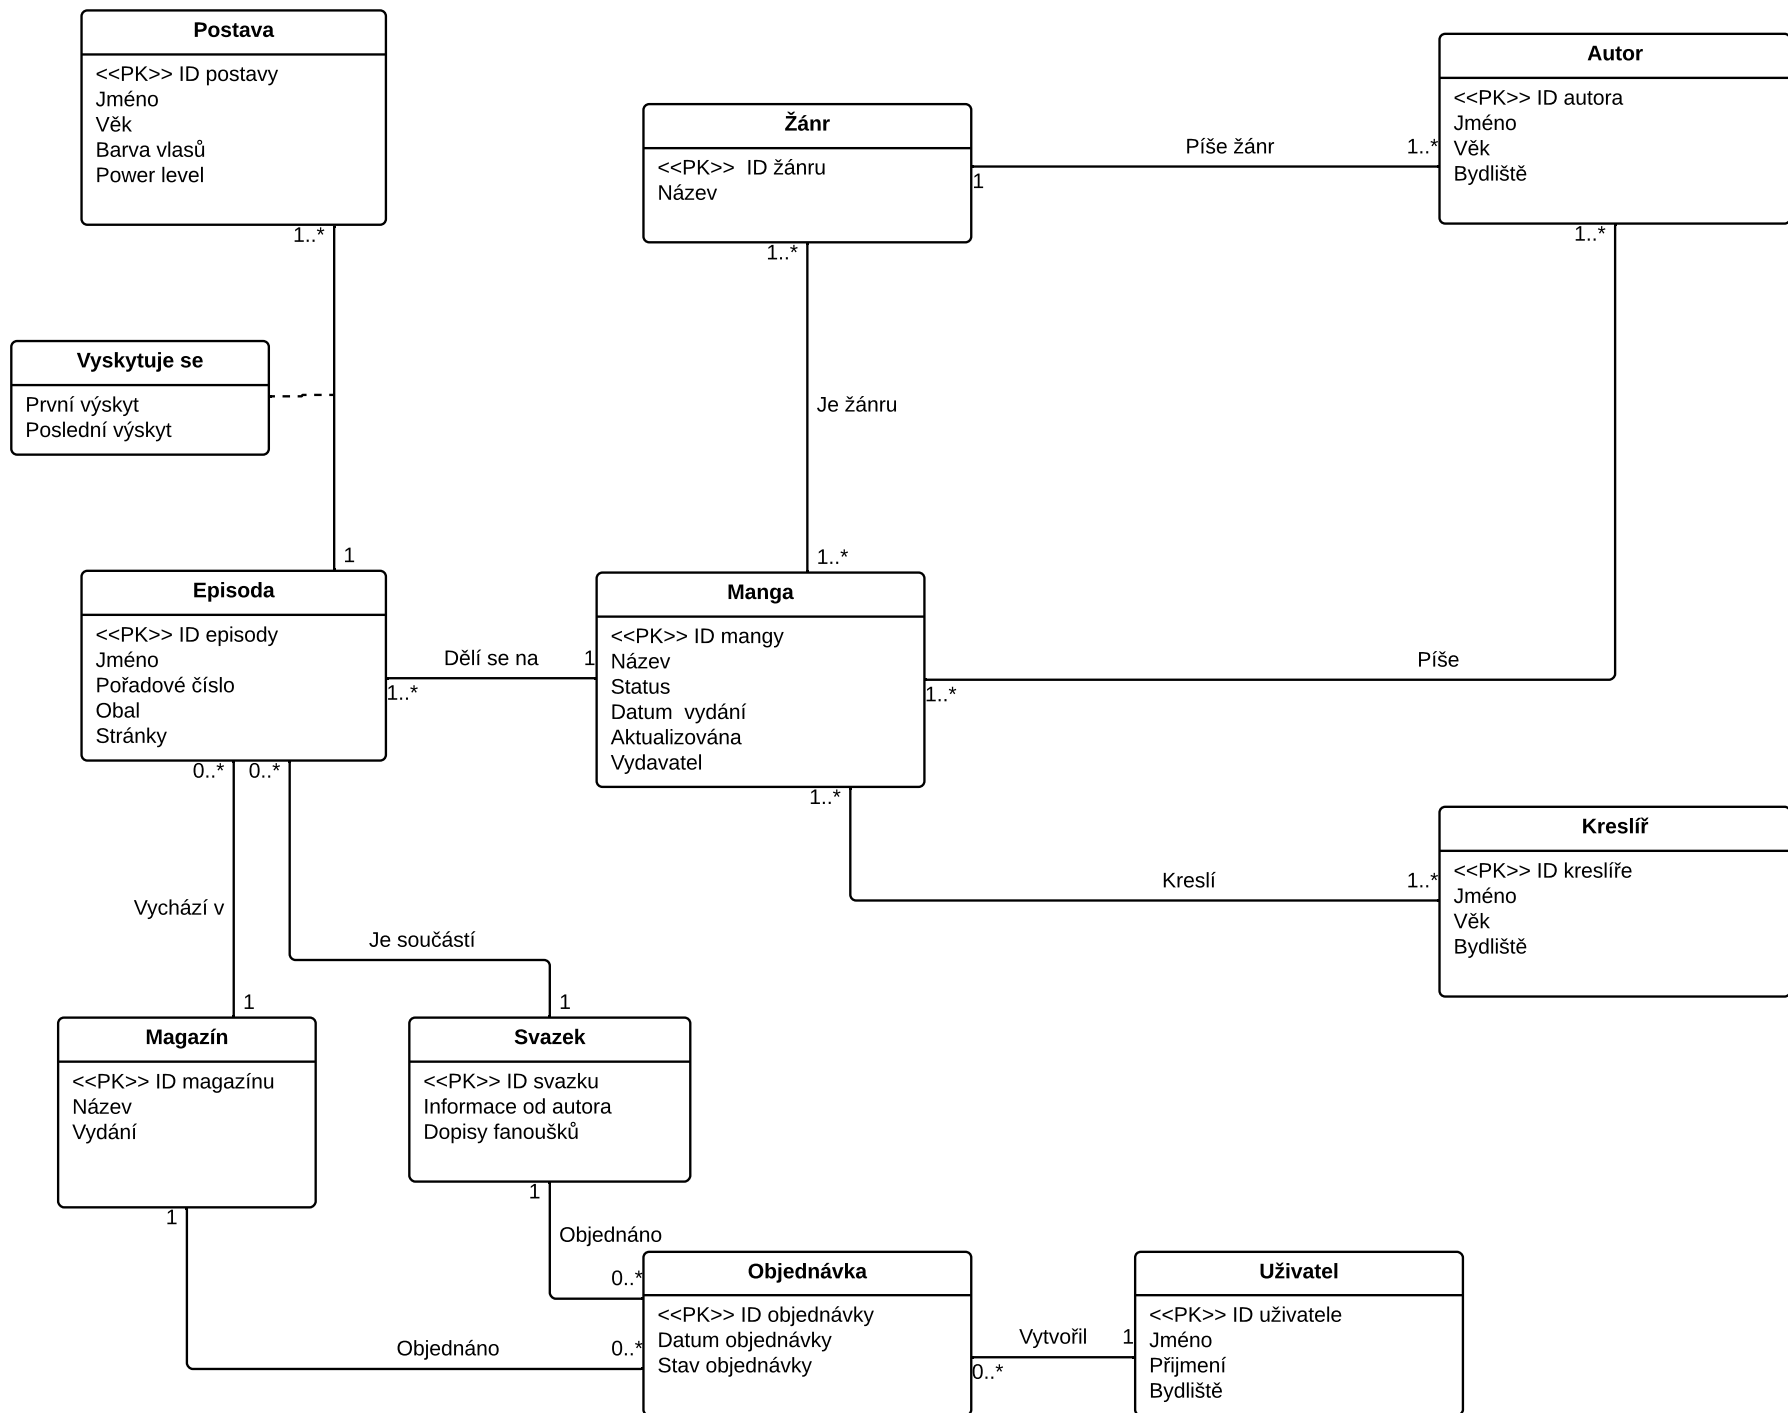 Postava
<<PK>> ID postavy
Jméno
Věk
Barva vlasů
Power level
1..*
Žánr
<<PK>>  ID žánru
Název
1
1..*
Píše žánr
1..*
Autor
<<PK>> ID autora
Jméno
Věk
Bydliště
1..*
Vyskytuje se
První výskyt
Poslední výskyt
Je žánru
1
1..*
Episoda
<<PK>> ID episody
Jméno
Pořadové číslo
Obal
Stránky
Dělí se na
1
1..*
Manga
<<PK>> ID mangy
Název
Status
Datum  vydání
Aktualizována
Vydavatel
Píše
1..*
0..*
0..*
1..*
Kreslí
1..*
Kreslíř
<<PK>> ID kreslíře
Jméno
Věk
Bydliště
Vychází v
Je součástí
1
1
Magazín
<<PK>> ID magazínu
Název
Vydání
1
Svazek
<<PK>> ID svazku
Informace od autora
Dopisy fanoušků
1
Objednáno
0..*
Objednáno
0..*
Objednávka
<<PK>> ID objednávky
Datum objednávky
Stav objednávky
Vytvořil
1
0..*
Uživatel
<<PK>> ID uživatele
Jméno
Přijmení
Bydliště